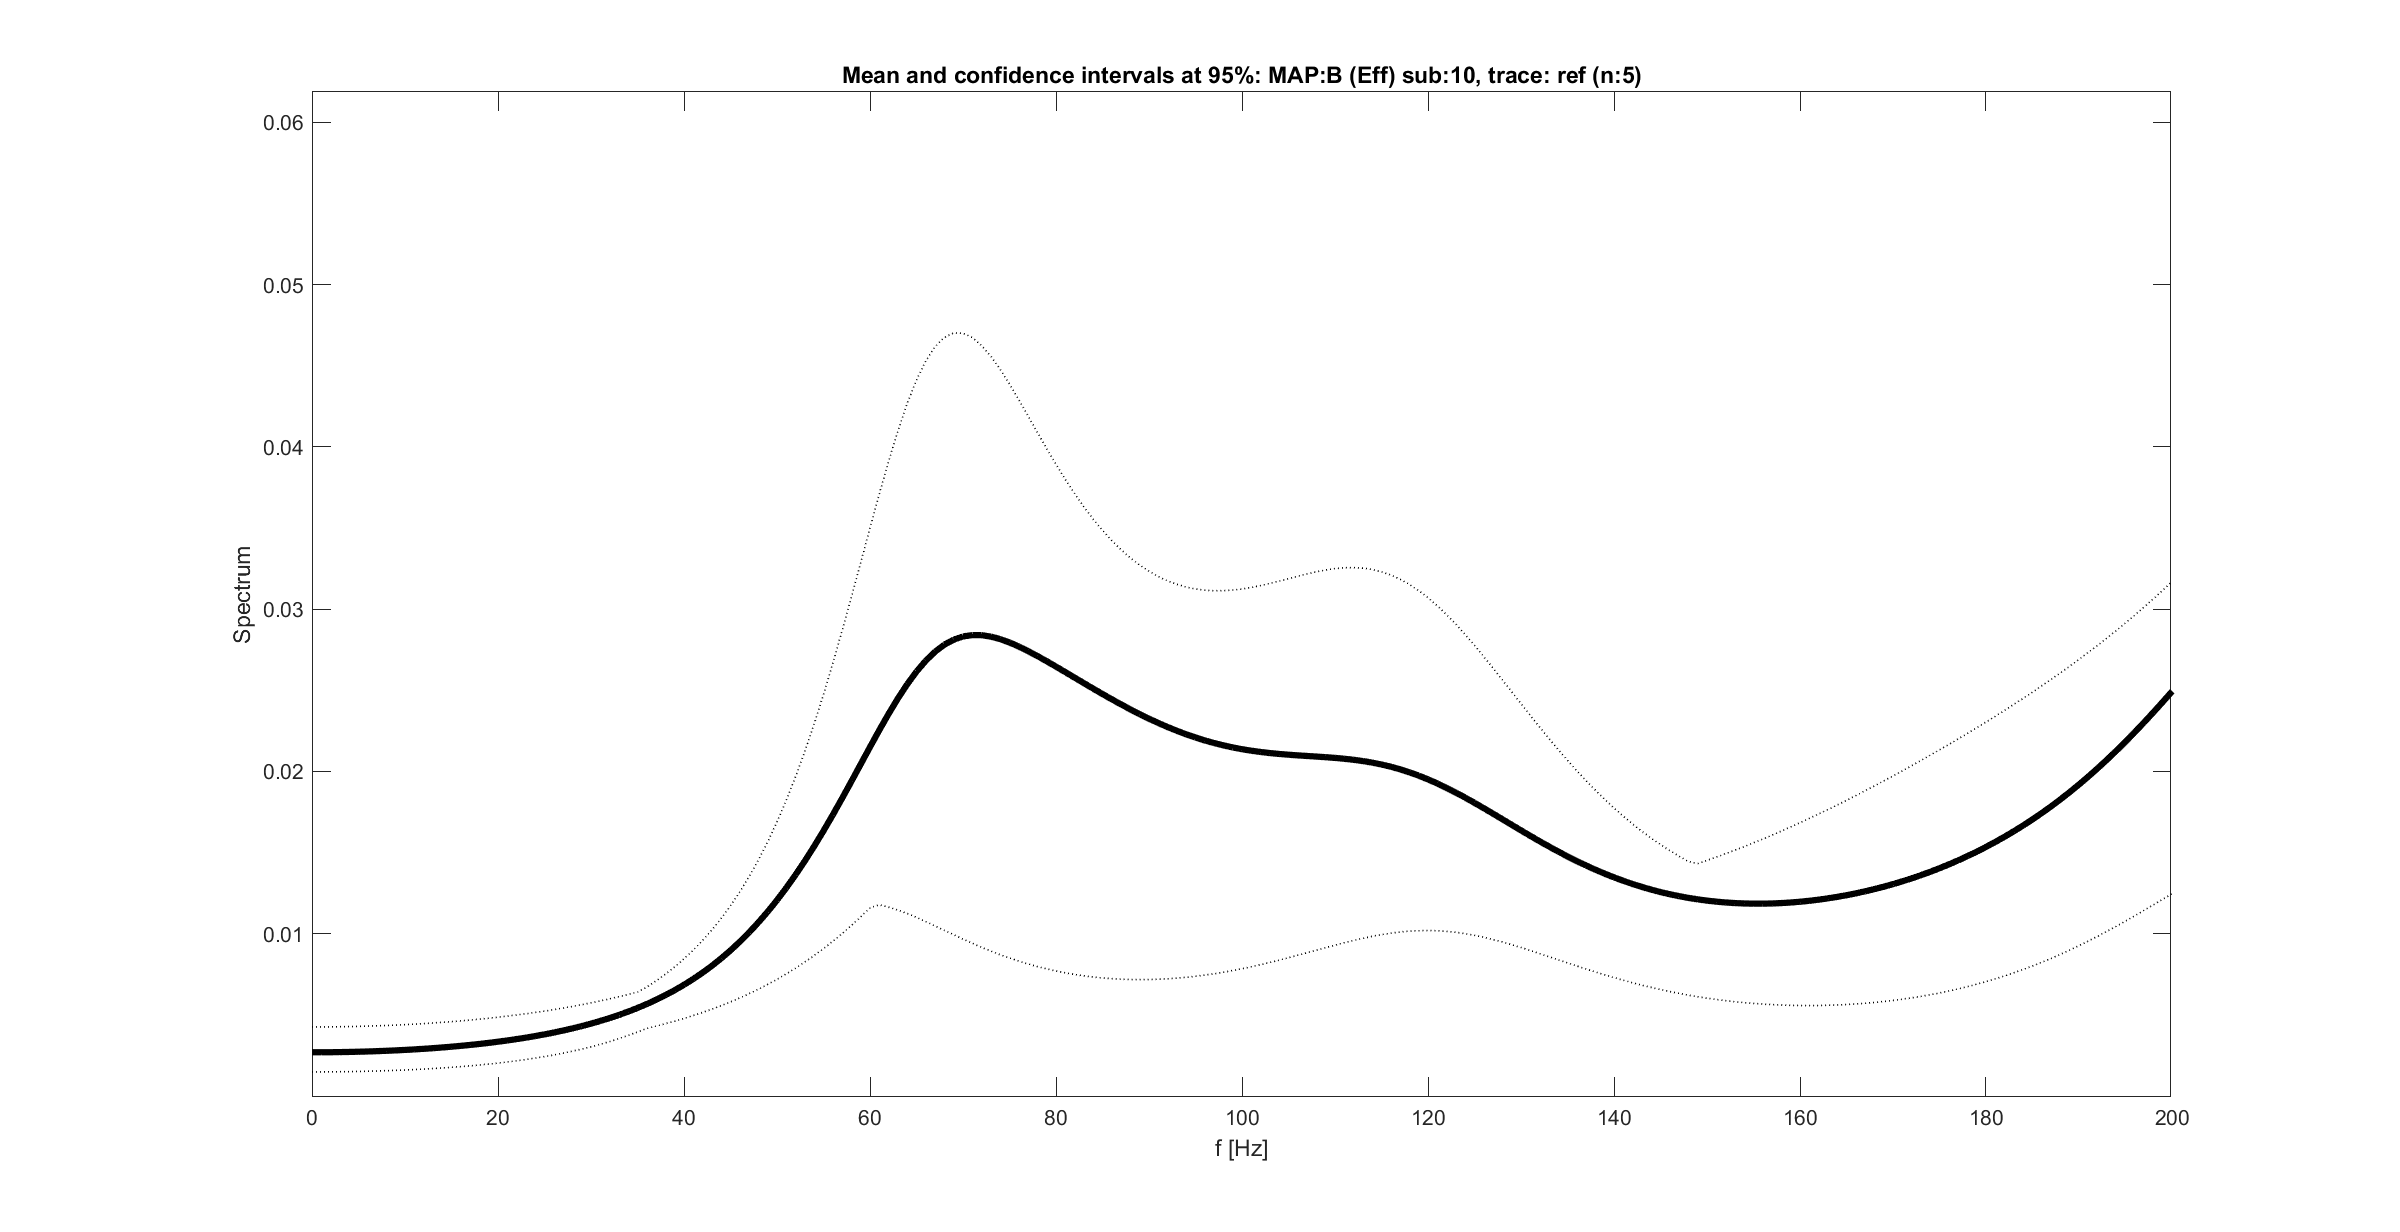 Mean and confidence intervals at 95%: MAP:B (Eff) sub:10, trace: ref (n:5)
0.06
0.05
0.04
0.03
0.02
0.01
Spectrum
0 20 40 60 80 100 120 140 160 180 200
f [Hz]